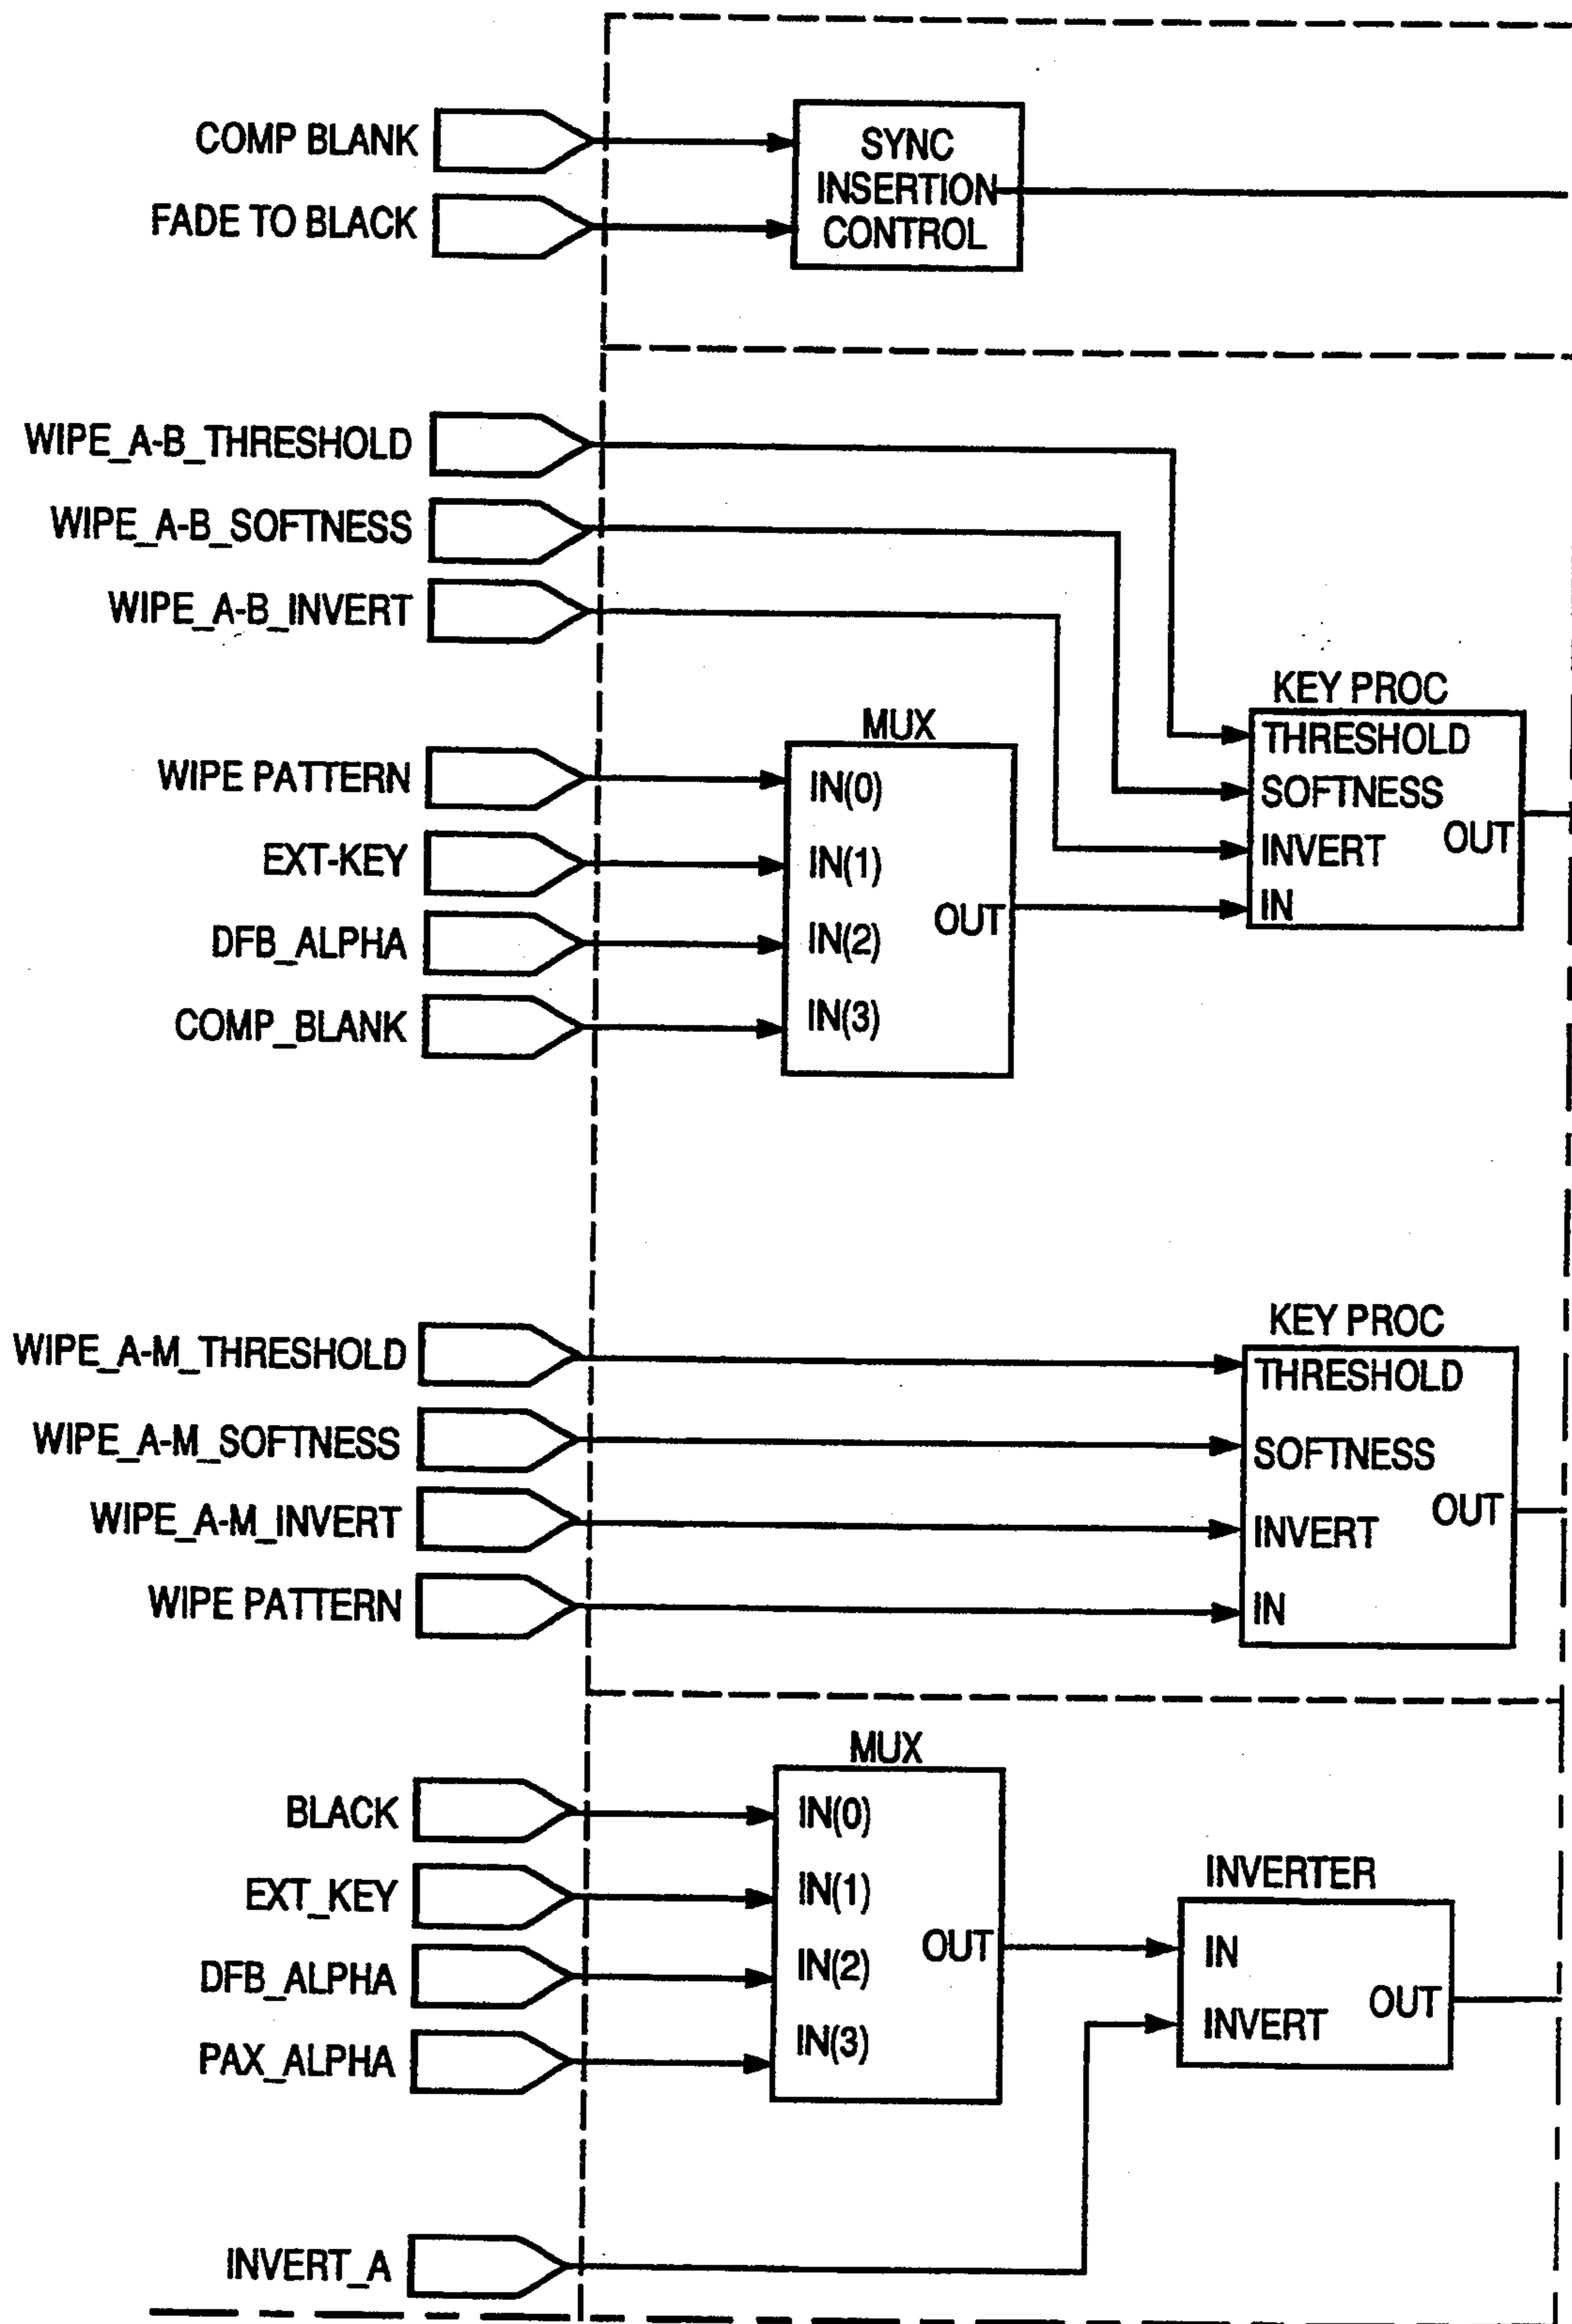 COMP BLANK
FADE TO BLACK
SYNC
INSERTION
CONTROL
WIPE_A-B_THRESHOLD
WIPE_A-B_SOFTNESS
WIPE_A-B_INVERT
WIPE PATTERN
EXT-KEY
DFB_ALPHA
COMP_BLANK
MUX
IN(0)
IN(1)
IN(2)
IN(3)
OUT
KEY PROC
THRESHOLD
SOFTNESS
INVERT
IN
OUT
WIPE_A-M_THRESHOLD
WIPE_A-M_SOFTNESS
WIPE_A-M_INVERT
WIPE PATTERN
KEY PROC
THRESHOLD
SOFTNESS
INVERT
IN
OUT
BLACK
EXT_KEY
DFB_ALPHA
PAX_ALPHA
INVERT_A
MUX
IN(0)
IN(1)
IN(2)
IN(3)
OUT
INVERTER
IN
INVERT
OUT